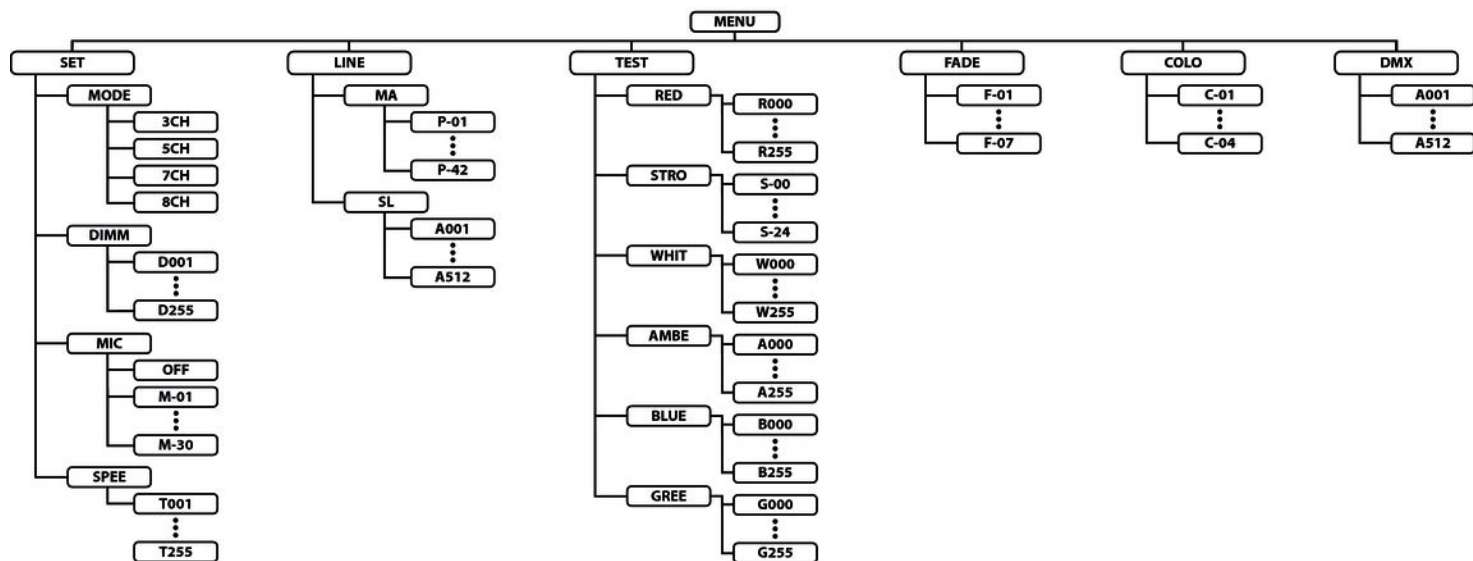 MENU
SET
MODE
3CH
5CH
7CH
8CH
DIMM
D001
D255
MIC
OFF
M-01
M-30
SPEE
T001
T255
LINE
MA
P-01
P-42
SL
A001
A512
TEST
RED
R000
R255
STRO
S-00
S-24
WHIT
W000
W255
AMBE
A000
A255
BLUE
B000
B255
GREE
G000
G255
FADE
F-01
F-07
COLO
C-01
C-04
DMX
A001
A512